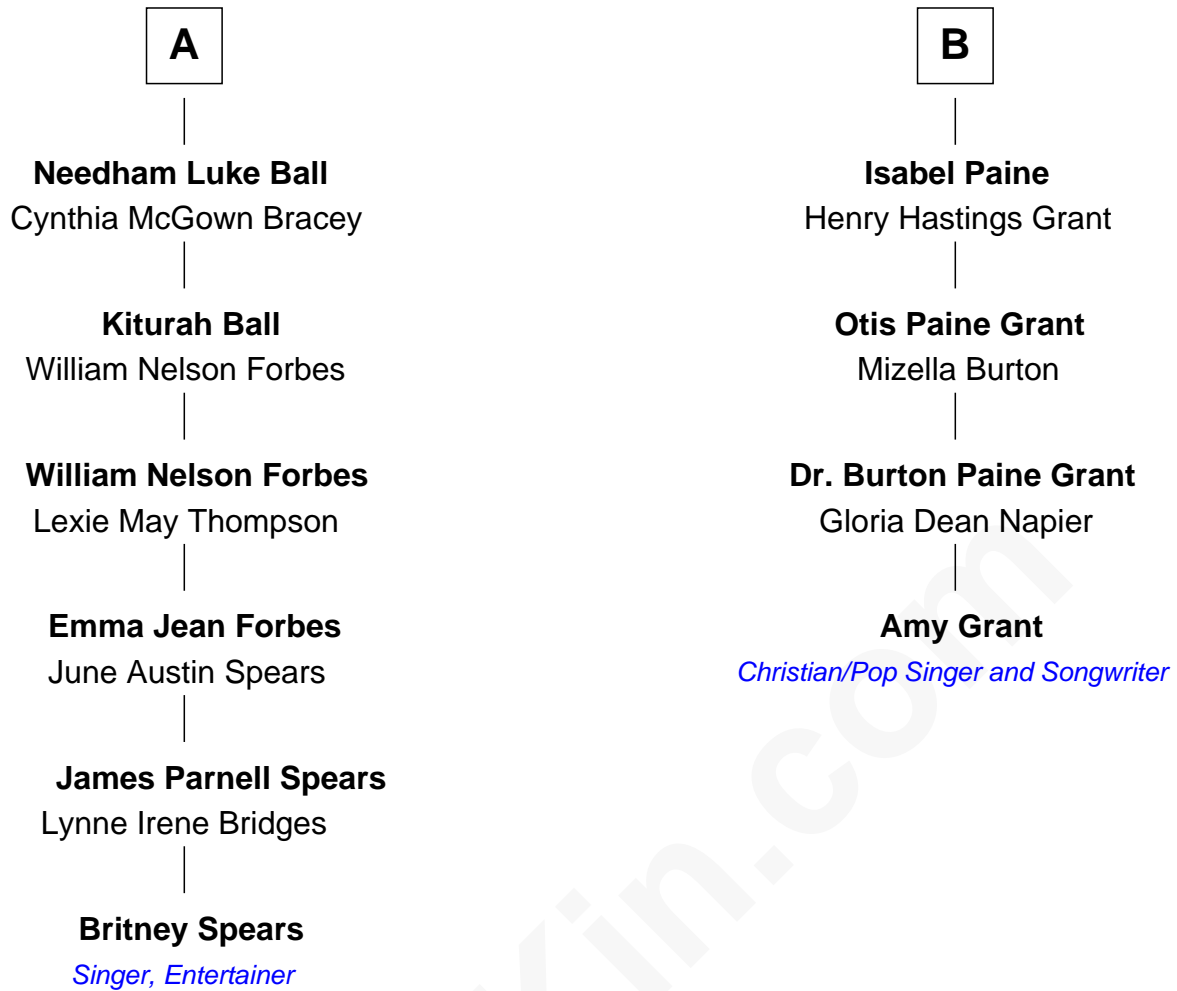 A
Needham Luke Ball
Cynthia McGown Bracey
Kiturah Ball
William Nelson Forbes
William Nelson Forbes
Lexie May Thompson
Emma Jean Forbes
June Austin Spears
James Parnell Spears
Lynne Irene Bridges
Britney Spears
Singer, Entertainer
B
Isabel Paine
Henry Hastings Grant
Otis Paine Grant
Mizella Burton
Dr. Burton Paine Grant
Gloria Dean Napier
Amy Grant
Christian/Pop Singer and Songwriter
Kin.com